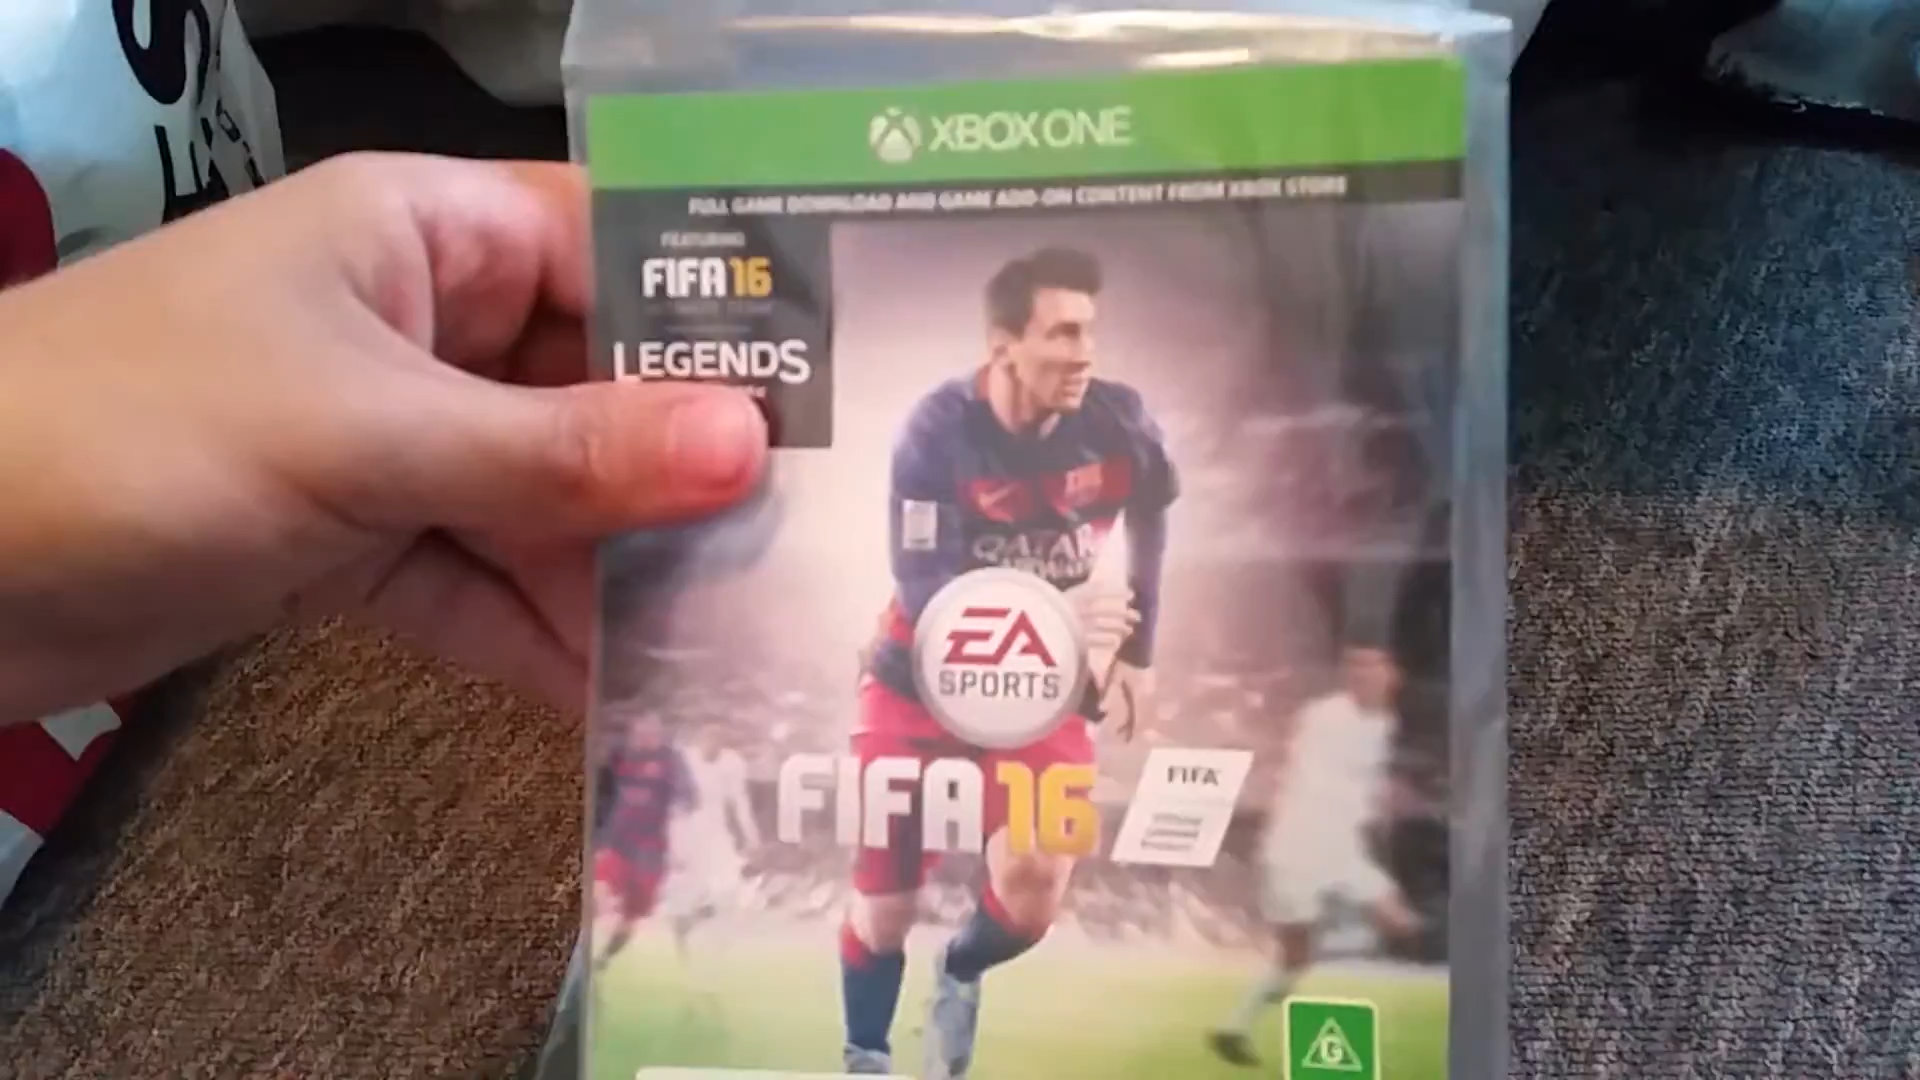 XBOX ONE
FULL GAME DOWNLOAD AND GAME ADD-ON CONTENT FROM XBOX STORE
FEATURING
FIFA 16
LEGENDS
QATAR
AIRWAYS
EA
SPORTS
FIFA 16
FIFA
G